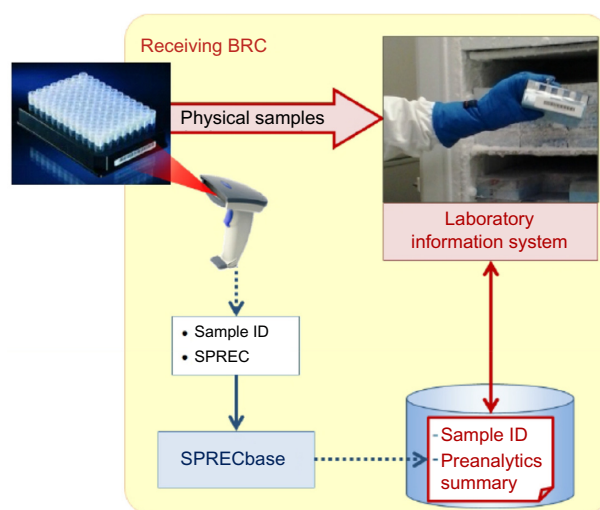 Receiving BRC
Physical samples
Laboratory
information system
• Sample ID
• SPREC
SPRECbase
-Sample ID
-Preanalytics
summary